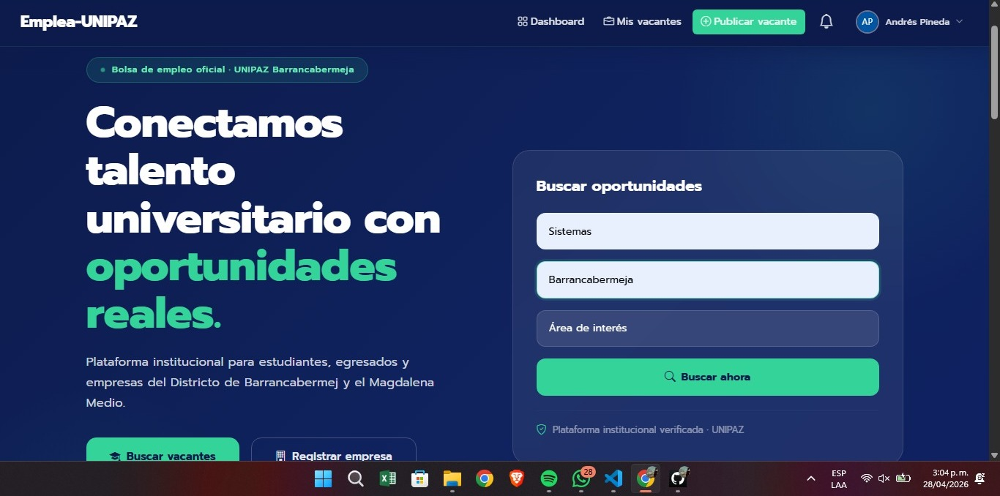 Emplea-UNIPAZ
Dashboard
Mis vacantes
Publicar vacante
AP
Andrés Pineda
Bolsa de empleo oficial · UNIPAZ Barrancabermeja
Conectamos
talento
universitario con
oportunidades
reales.
Plataforma institucional para estudiantes, egresados y
empresas del Districto de Barrancabermej y el Magdalena
Medio.
Buscar vacantes
Registrar empresa
Buscar oportunidades
Sistemas
Barrancabermeja
Área de interés
Buscar ahora
Plataforma institucional verificada · UNIPAZ
28
ESP
LAA
3:04 p. m.
28/04/2026